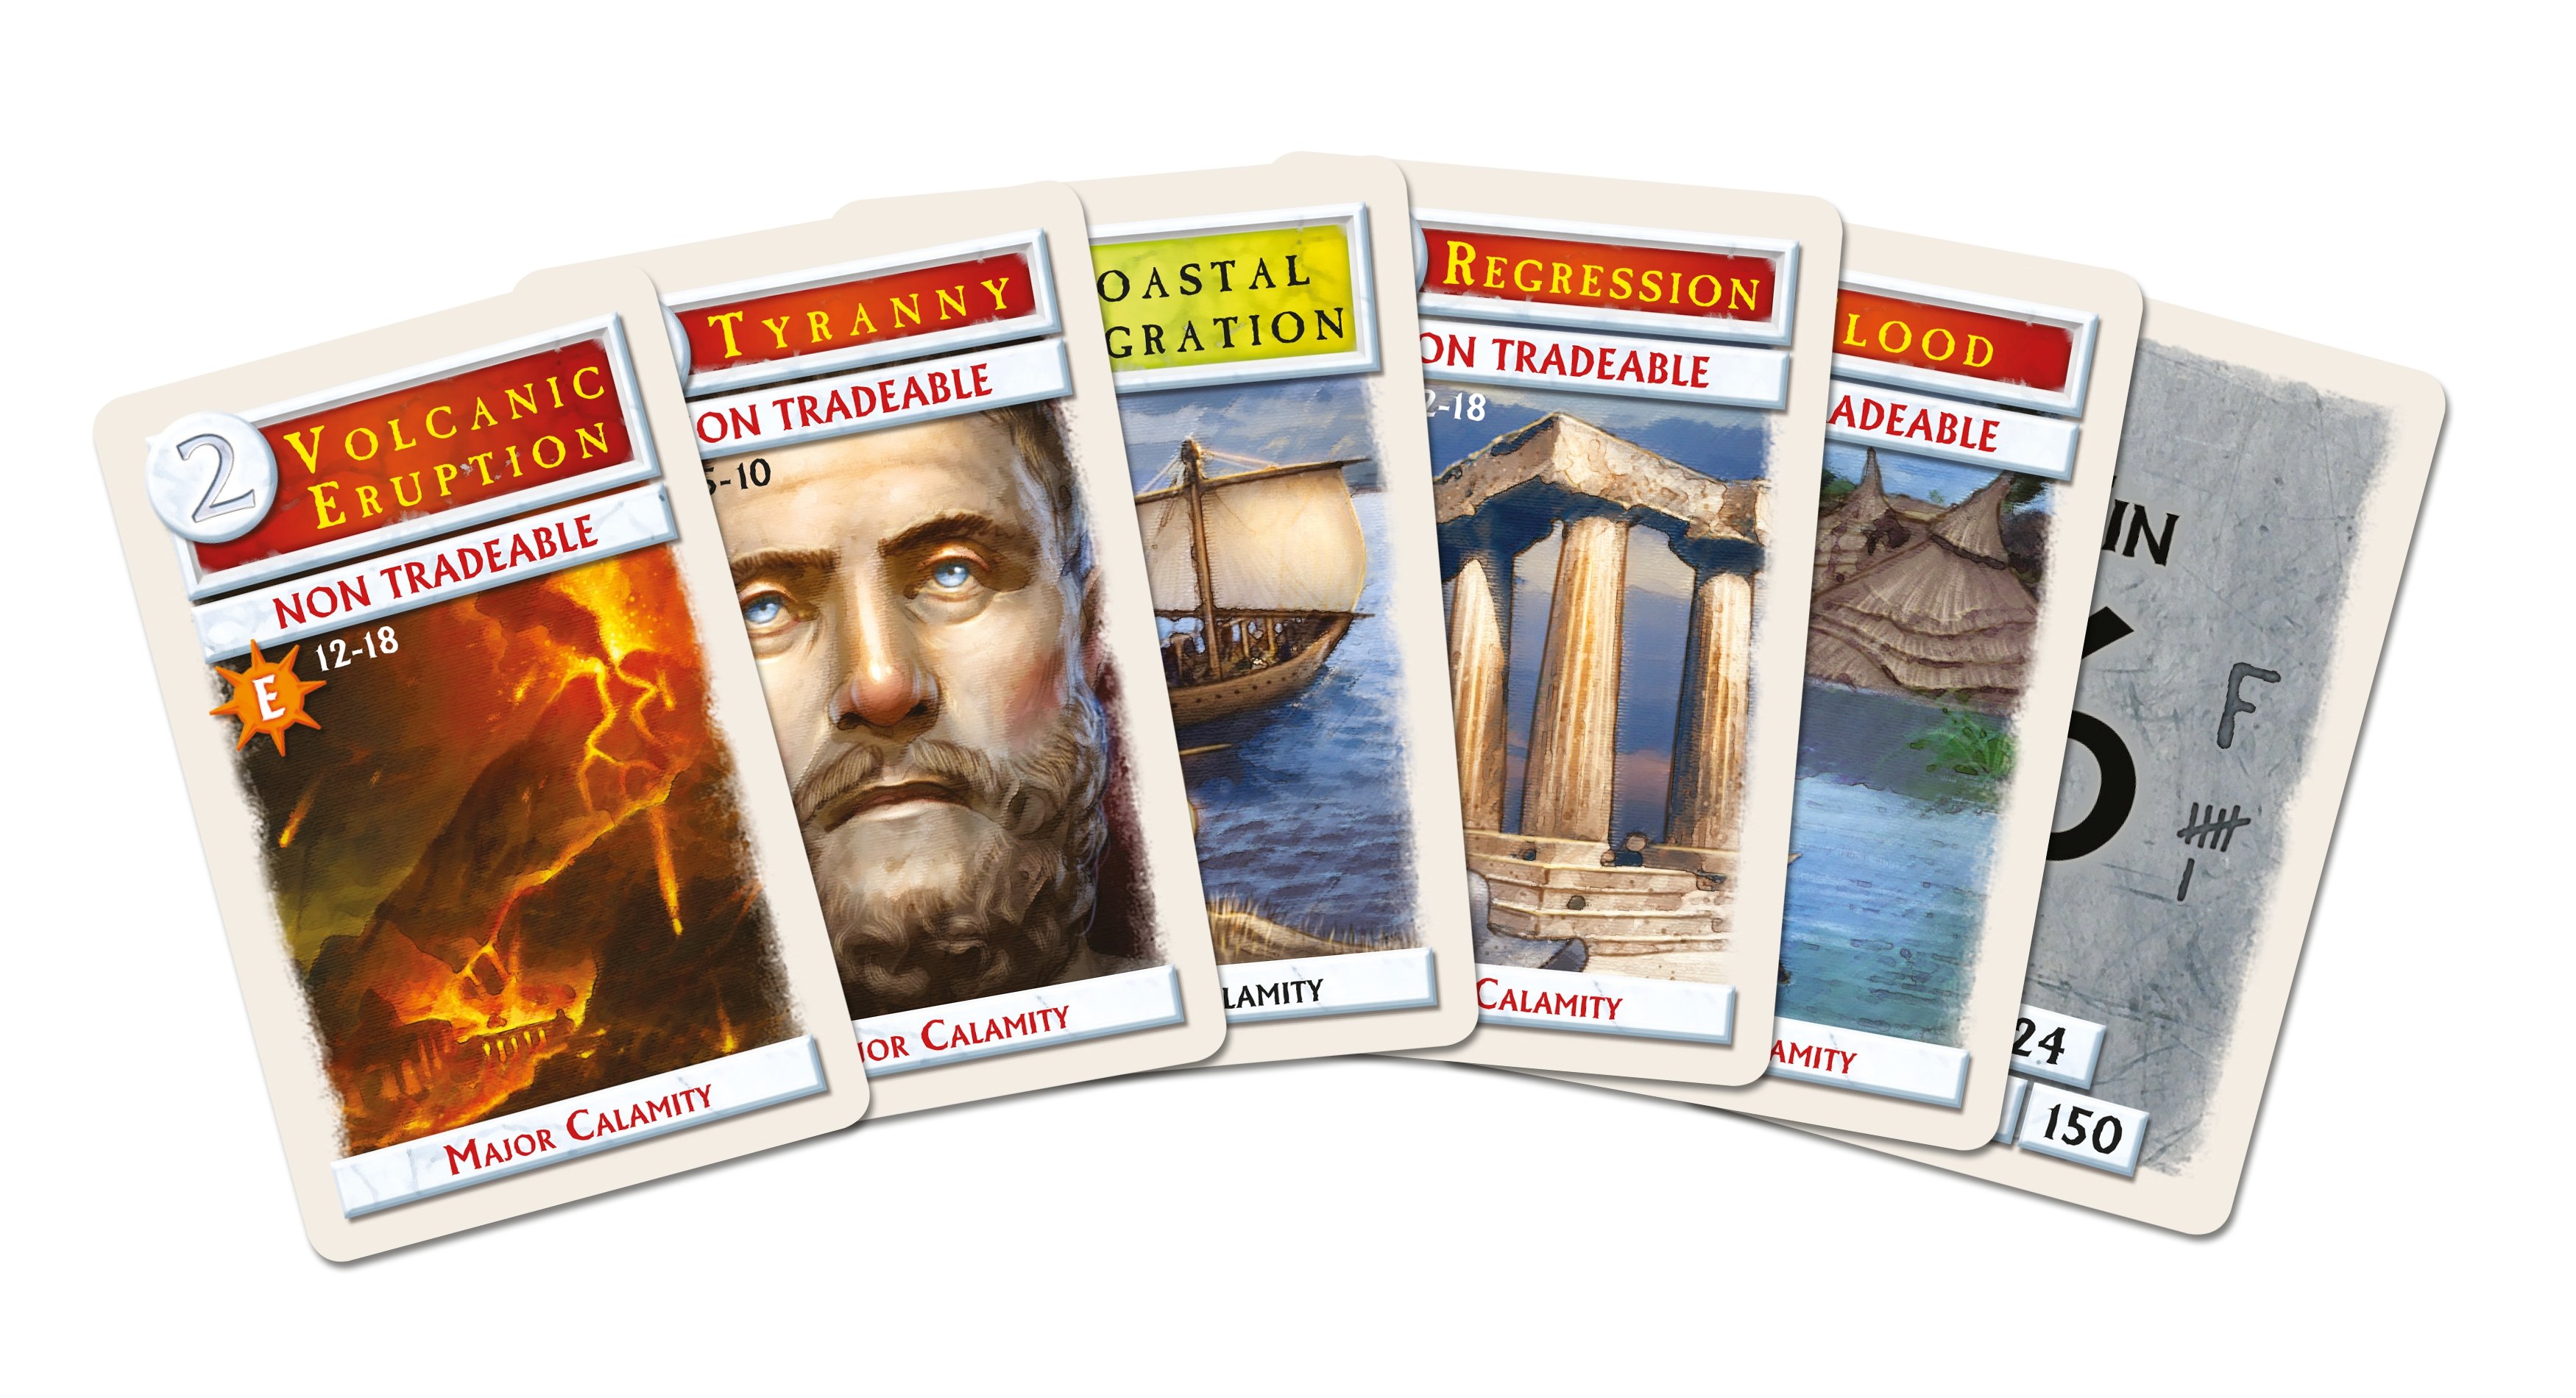 2
VOLCANIC
ERUPTION
NON TRADEABLE
12-18
E
MAJOR CALAMITY
TYRANNY
ON TRADEABLE
5-10
JOR CALAMITY
OASTAL
GRATION
LAMITY
REGRESSION
ON TRADEABLE
2-18
CALAMITY
LOOD
ADEABLE
AMITY
IN
6
F
24
150